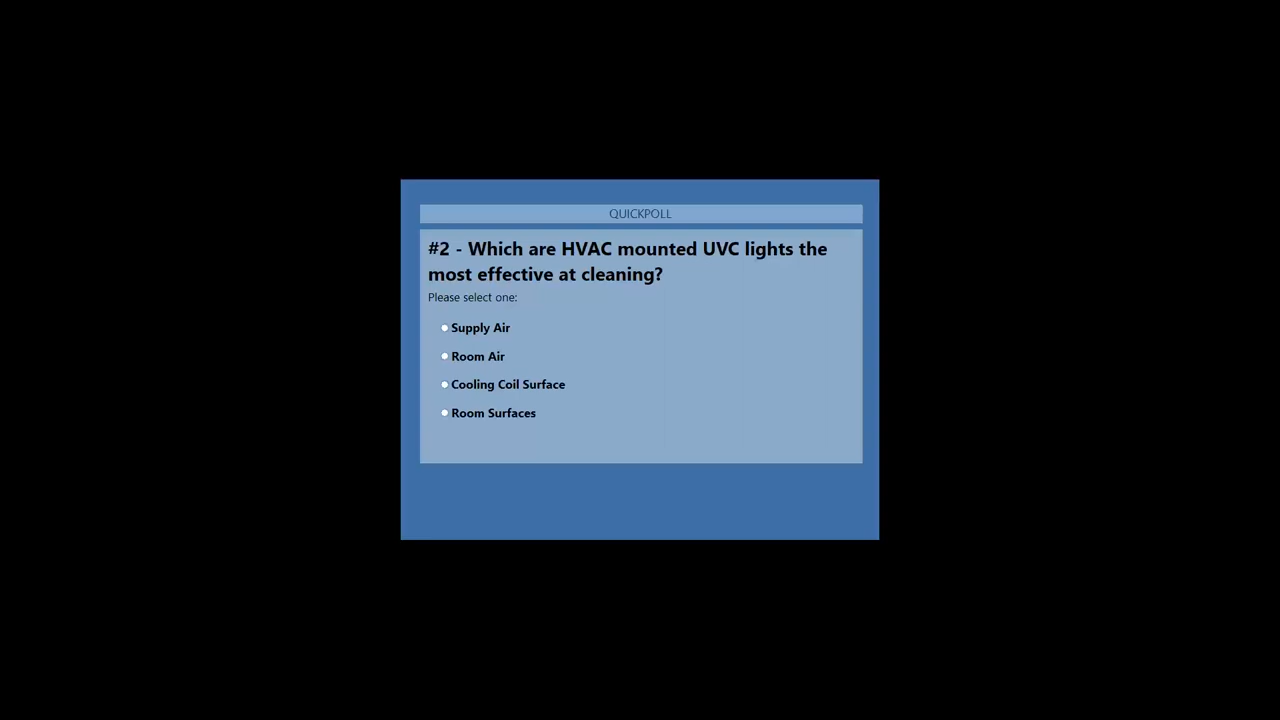 QUICKPOLL
#2 - Which are HVAC mounted UVC lights the
most effective at cleaning?
Please select one:
Supply Air
Room Air
Cooling Coil Surface
Room Surfaces